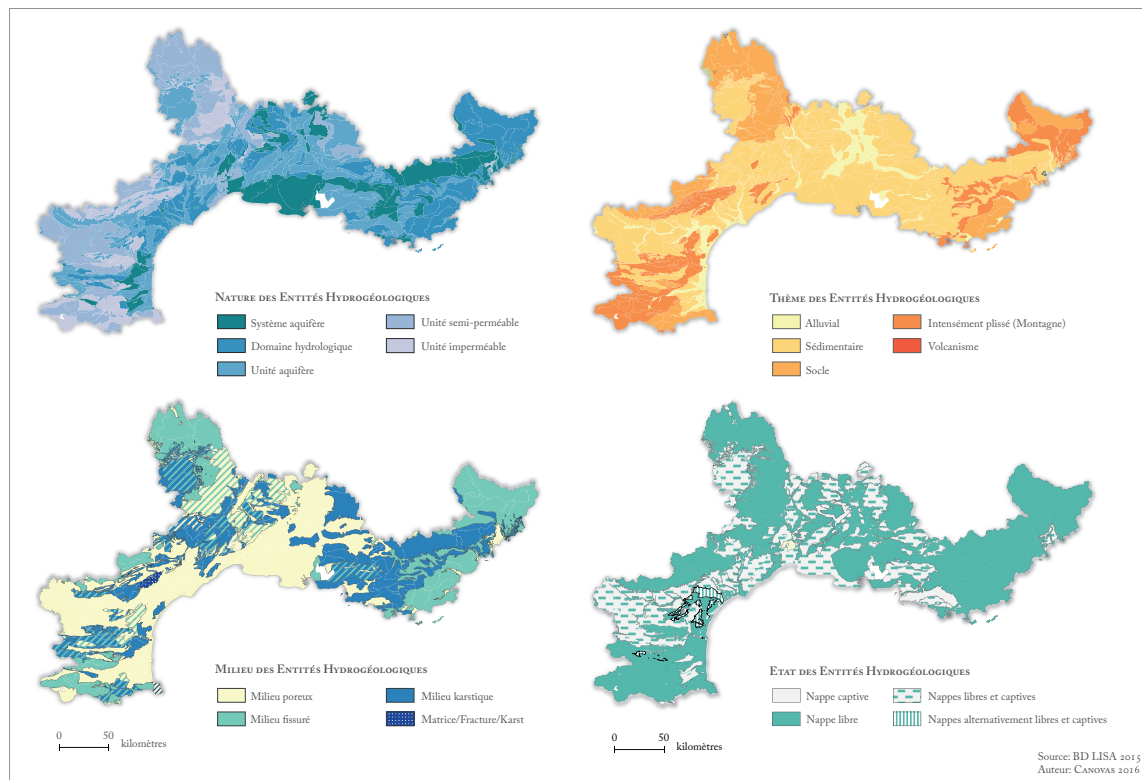 Nature des Entités Hydrogéologiques
Système aquifère
Unité semi-perméable
Domaine hydrologique
Unité imperméable
Unité aquifère
Thème des Entités Hydrogéologiques
Alluvial
Intensément plissé (Montagne)
Sédimentaire
Volcanisme
Socle
Milieu des Entités Hydrogéologiques
Milieu poreux
Milieu karstique
Milieu fissuré
Matrice/Fracture/Karst
0 50
kilomètres
Etat des Entités Hydrogéologiques
Nappe captive
Nappes libres et captives
Nappe libre
Nappes alternativement libres et captives
0 50
kilomètres
Source: BD LISA 2015
Auteur: Canovas 2016